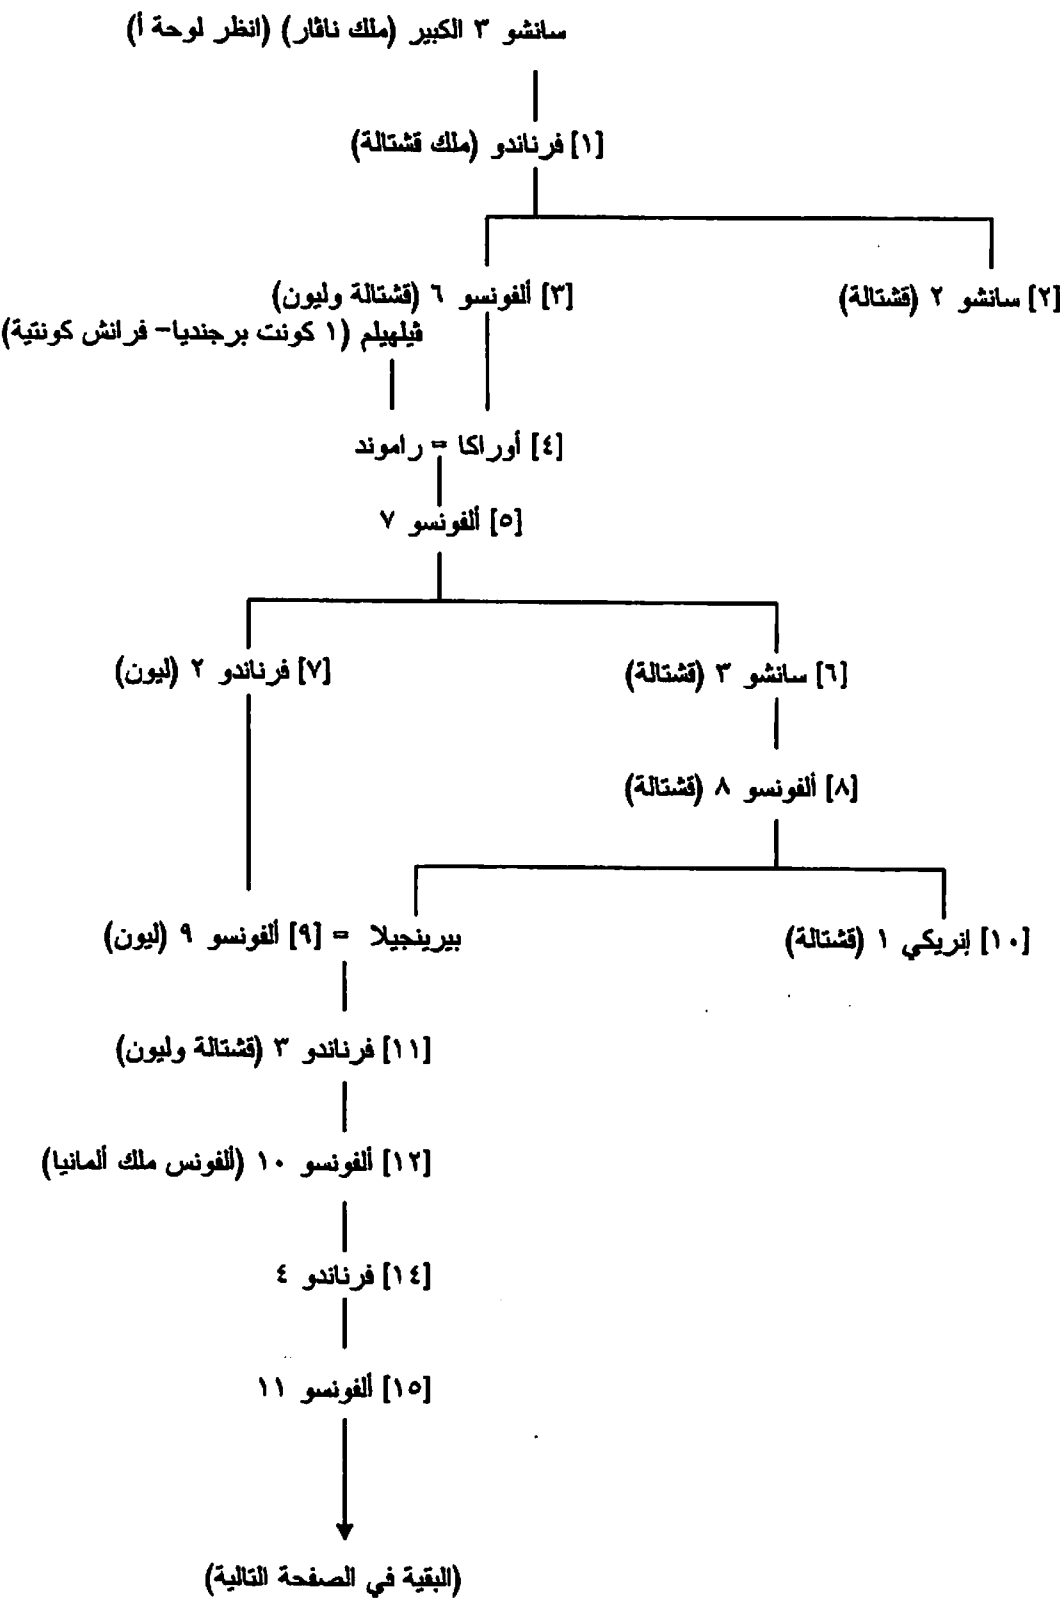 سانشو ٣ الكبير (ملك ناڤار) (انظر لوحة أ)
[١] فرناندو (ملك قشتالة)
[٢] سانشو ٢ (قشتالة)
[٣] ألفونسو ٦ (قشتالة وليون)
ڤيلهيلم (١ كونت برجنديا- فرانش كونتية)
[٤] أوراكا = راموند
[٥] ألفونسو ٧
[٦] سانشو ٣ (قشتالة)
[٧] فرناندو ٢ (ليون)
[٨] ألفونسو ٨ (قشتالة)
[١٠] إنريكي ١ (قشتالة)
بيرينجيلا = [٩] ألفونسو ٩ (ليون)
[١١] فرناندو ٣ (قشتالة وليون)
[١٢] ألفونسو ١٠ (ألفونس ملك ألمانيا)
[١٤] فرناندو ٤
[١٥] ألفونسو ١١
(البقية في الصفحة التالية)